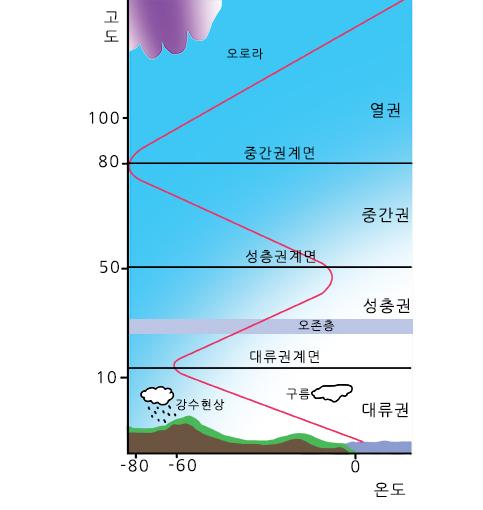 고
도
오로라
100
열권
중간권계면
80
중간권
성층권계면
50
성층권
오존층
대류권계면
10
구름
강수현상
대류권
-80
-60
0
온도